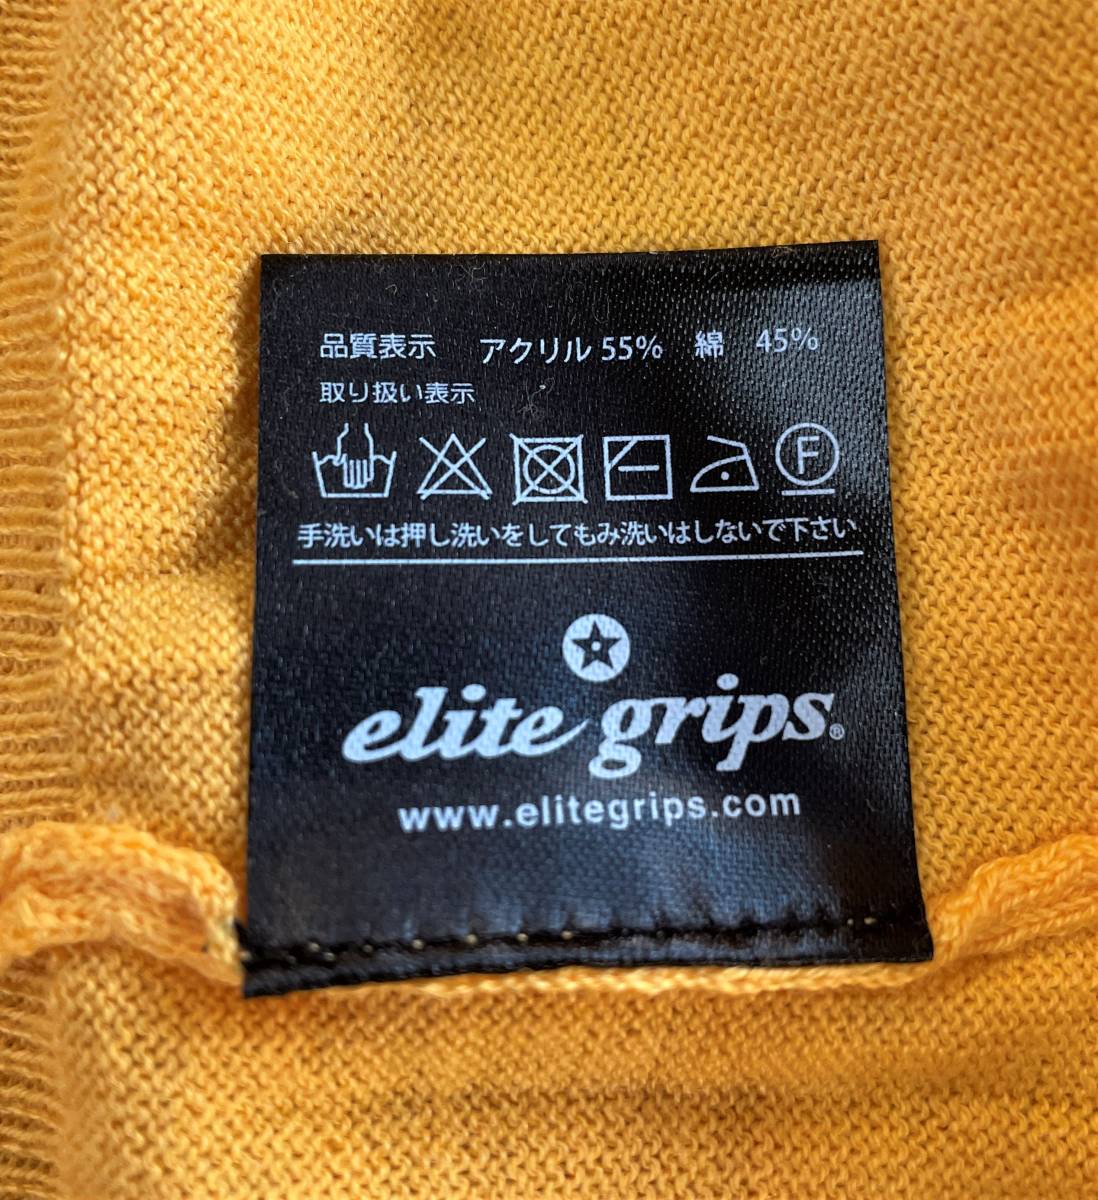 品質表示 アクリル 55% 綿 45%
取り扱い表示
F
手洗いは押し洗いをしてもみ洗いはしないで下さい
elite grips®
www.elitegrips.com